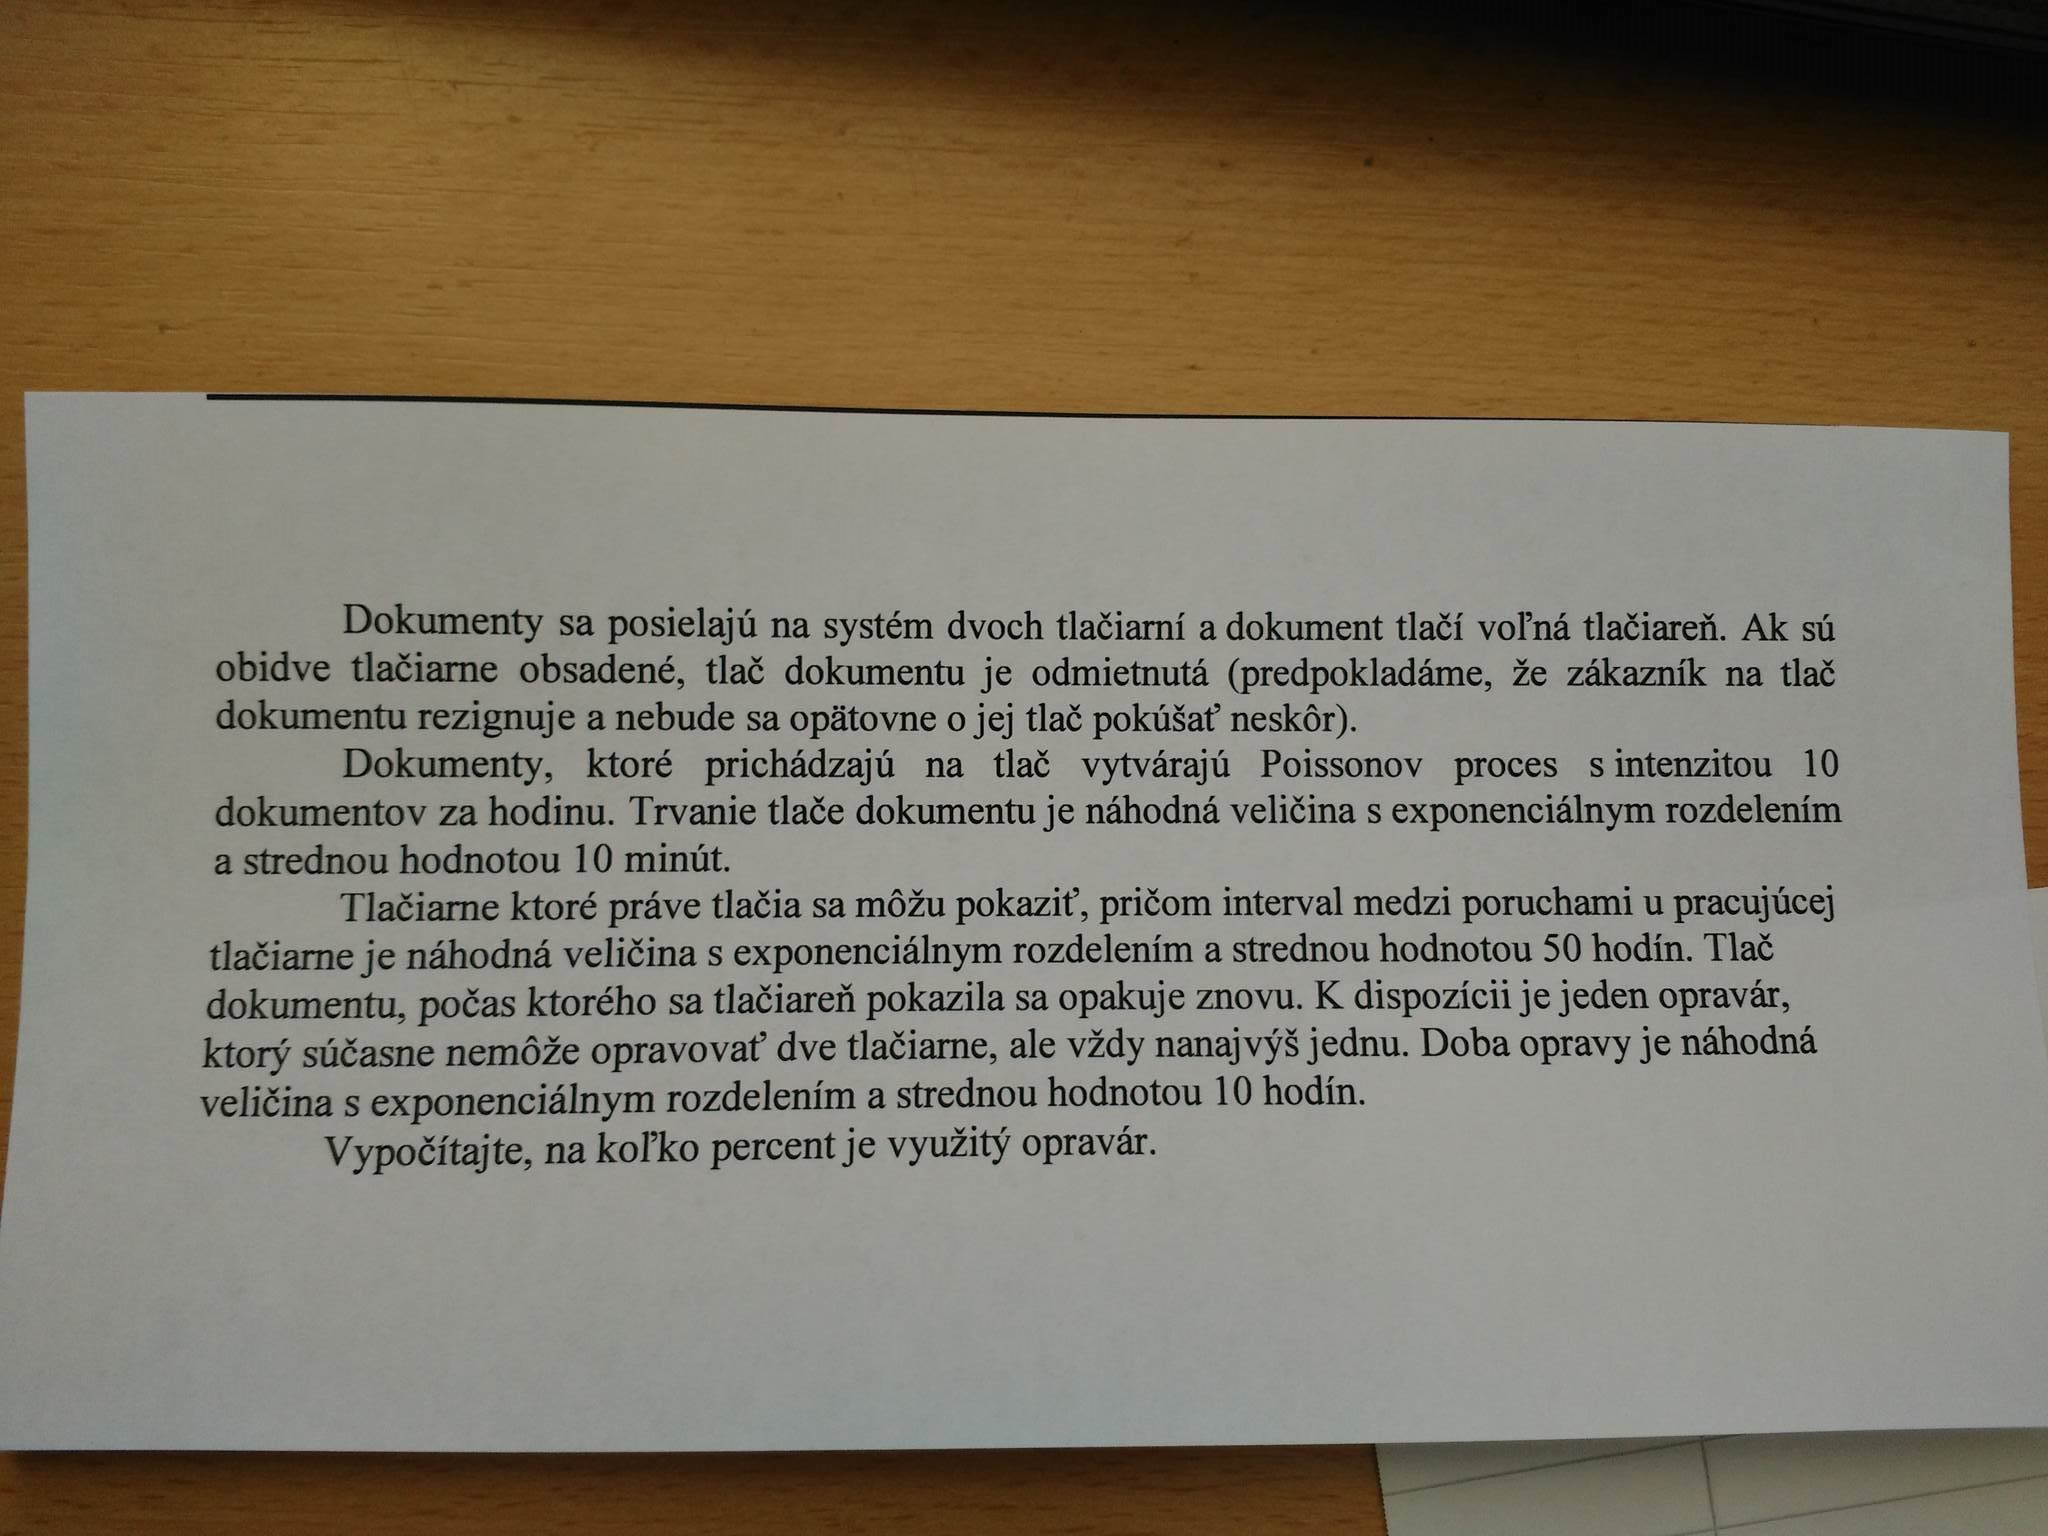 Dokumenty sa posielajú na systém dvoch tlačiarní a dokument tlačí voľná tlačiareň. Ak sú
obidve tlačiarne obsadené, tlač dokumentu je odmietnutá (predpokladáme, že zákazník na tlač
dokumentu rezignuje a nebude sa opätovne o jej tlač pokúšať neskôr).
Dokumenty, ktoré prichádzajú na tlač vytvárajú Poissonov proces s intenzitou 10
dokumentov za hodinu. Trvanie tlače dokumentu je náhodná veličina s exponenciálnym rozdelením
a strednou hodnotou 10 minút.
Tlačiarne ktoré práve tlačia sa môžu pokaziť, pričom interval medzi poruchami u pracujúcej
tlačiarne je náhodná veličina s exponenciálnym rozdelením a strednou hodnotou 50 hodín. Tlač
dokumentu, počas ktorého sa tlačiareň pokazila sa opakuje znovu. K dispozícii je jeden opravár,
ktorý súčasne nemôže opravovať dve tlačiarne, ale vždy nanajvýš jednu. Doba opravy je náhodná
veličina s exponenciálnym rozdelením a strednou hodnotou 10 hodín.
Vypočítajte, na koľko percent je využitý opravár.